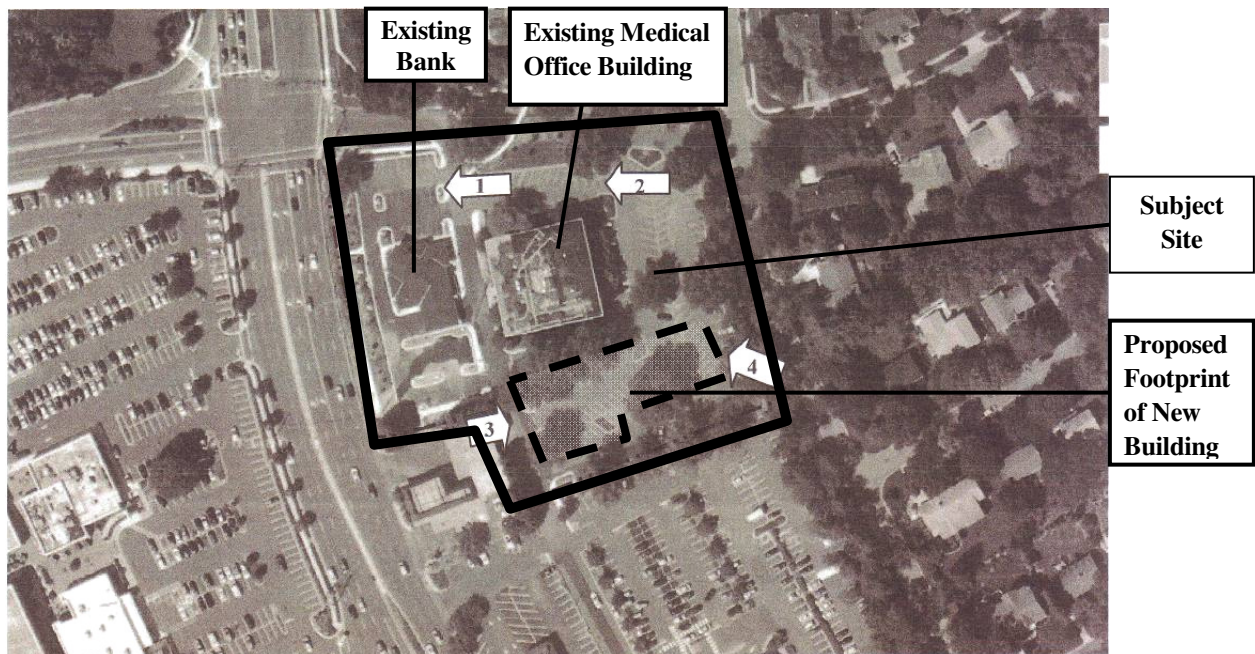 Existing
Bank
Existing Medical
Office Building
1
2
Subject
Site
Proposed
Footprint
of New
Building
3
4